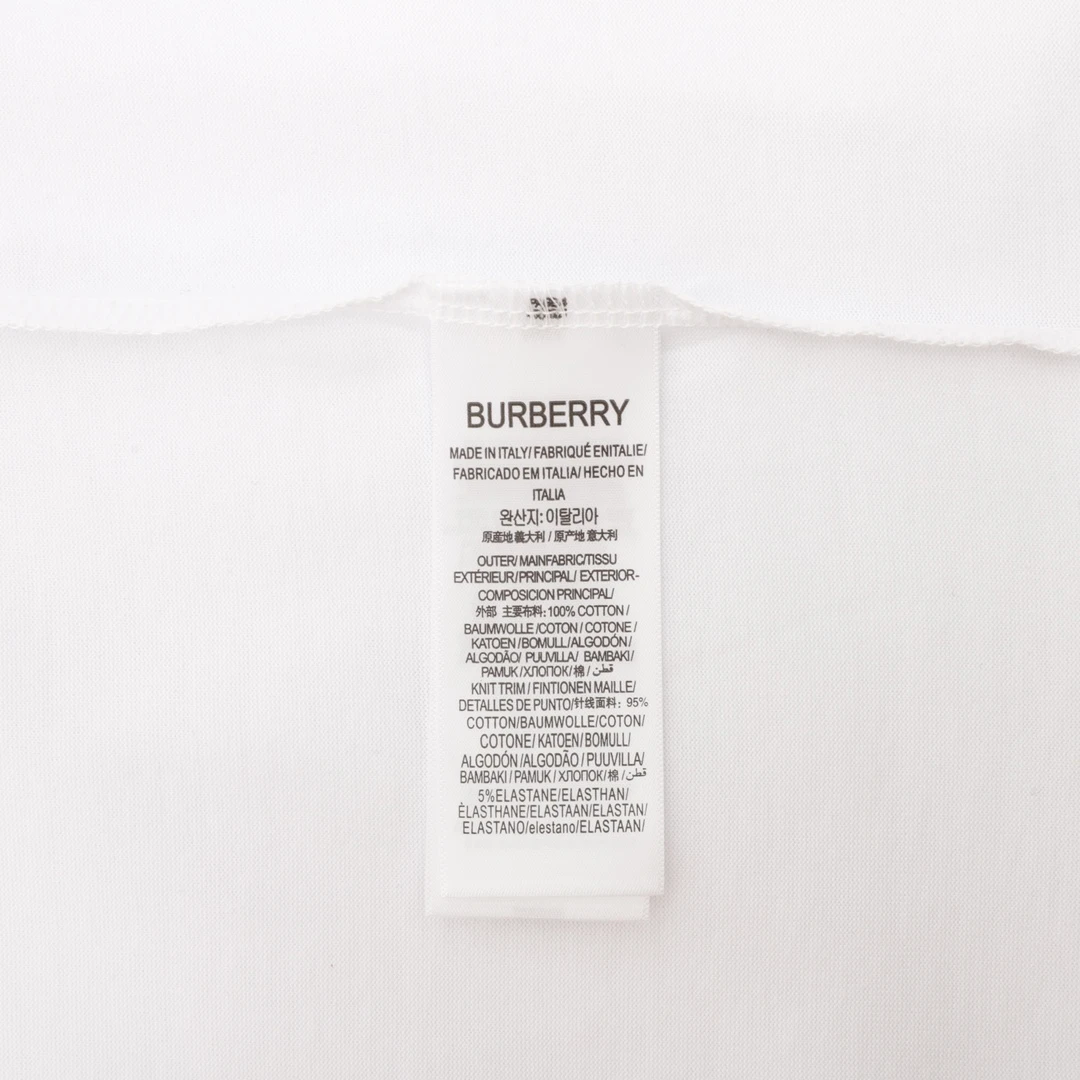 BURBERRY
MADE IN ITALY/ FABRIQUÉ ENITALIE/
FABRICADO EM ITALIA/ HECHO EN
ITALIA
완산지: 이탈리아
原産地 義大利 / 原产地 意大利
OUTER/ MAINFABRIC/TISSU
EXTÉRIEUR/PRINCIPAL/ EXTERIOR-
COMPOSICION PRINCIPAL/
外部 主要布料: 100% COTTON /
BAUMWOLLE /COTON / COTONE /
KATOEN /BOMULL/ALGODÓN /
ALGODÃO/ PUUVILLA/ BAMBAKI/
PAMUK /ХЛОПОК/棉 / قطن
KNIT TRIM / FINTIONEN MAILLE/
DETALLES DE PUNTO/针线面料: 95%
COTTON/BAUMWOLLE/COTON/
COTONE/ KATOEN/ BOMULL/
ALGODÓN /ALGODÃO / PUUVILLA/
BAMBAKI / PAMUK / ХЛОПОК/棉 /قطن
5%ELASTANE/ELASTHAN/
ÈLASTHANE/ELASTAAN/ELASTAN/
ELASTANO/elestano/ELASTAAN/